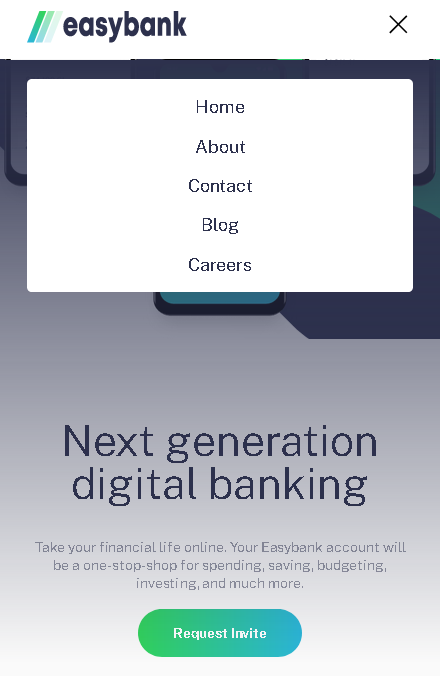 easybank
Home
About
Contact
Blog
Careers
Next generation
digital banking
Take your financial life online. Your Easybank account will
be a one-stop-shop for spending, saving, budgeting,
investing, and much more.
Request Invite